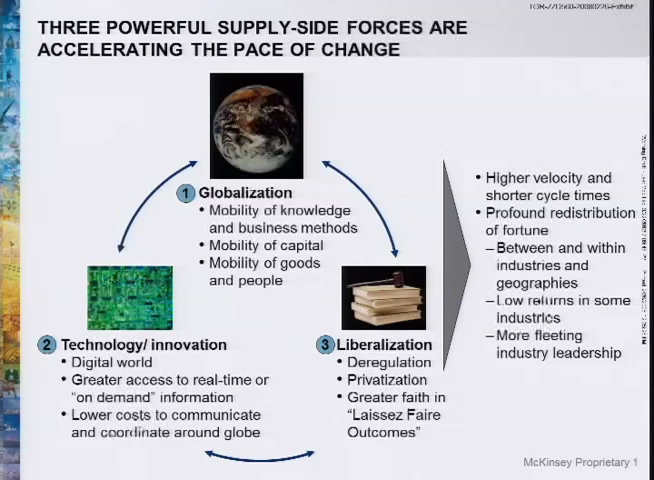 THREE POWERFUL SUPPLY-SIDE FORCES ARE
ACCELERATING THE PACE OF CHANGE
1 Globalization
• Mobility of knowledge
and business methods
• Mobility of capital
• Mobility of goods
and people
2 Technology/ innovation
• Digital world
• Greater access to real-time or
“on demand” information
• Lower costs to communicate
and coordinate around globe
3 Liberalization
• Deregulation
• Privatization
• Greater faith in
“Laissez Faire
Outcomes”
• Higher velocity and
shorter cycle times
• Profound redistribution
of fortune
– Between and within
industries and
geographies
– Low returns in some
industries
– More fleeting
industry leadership
McKinsey Proprietary 1